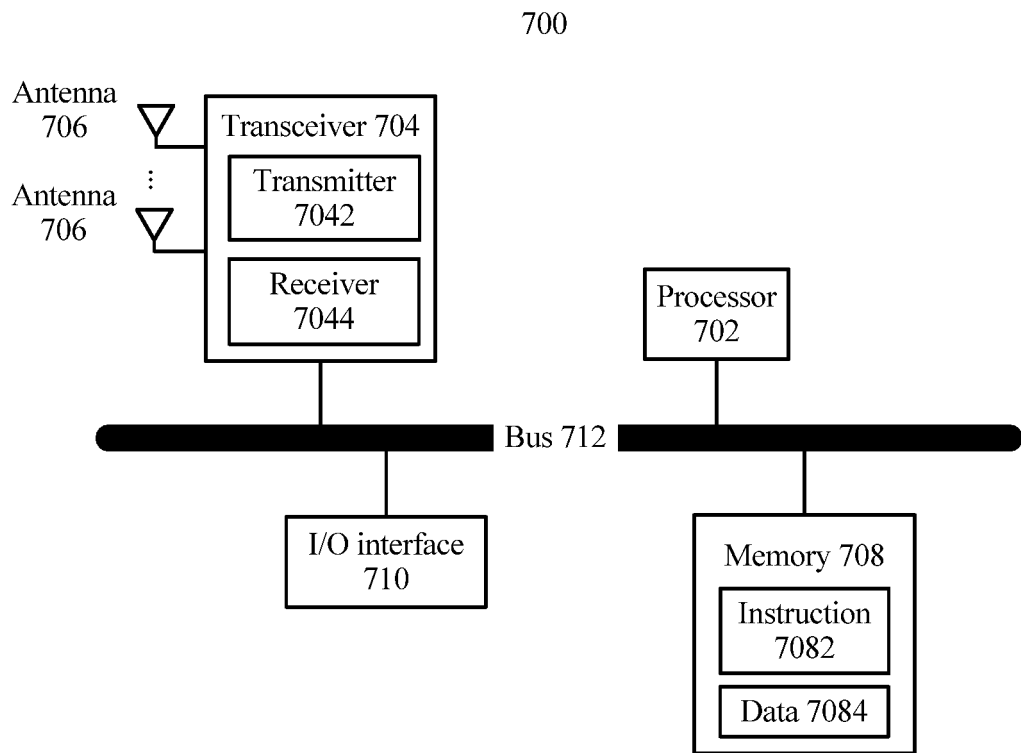 700
Antenna
706
⋮
Antenna
706
Transceiver 704
Transmitter
7042
Receiver
7044
Processor
702
Bus 712
I/O interface
710
Memory 708
Instruction
7082
Data 7084